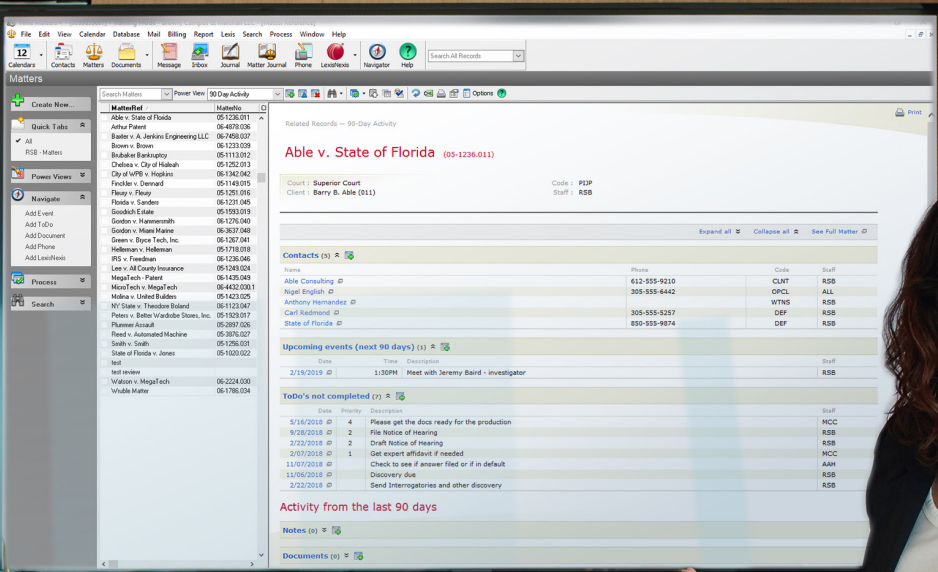 File Edit View Calendar Database Mail Billing Report Lexis Search Process Window Help
12
Calendars Contacts Matters Documents Message Inbox Journal Matter Journal Phone LexisNexis Navigator Help Search All Records
Matters
Search Matters Power View 90 Day Activity Options
Create New...
Quick Tabs
All
RSB - Matters
Power Views
Navigate
Add Event
Add ToDo
Add Document
Add Phone
Add LexisNexis
Process
Search
MatterRef MatterNo
Able v. State of Florida 05-1236.011
Arthur Patent 04-4878.036
Baxter v. A. Jenkins Engineering LLC 06-7458.037
Brown v. Brown 06-1233.039
Brubaker Bankruptcy 05-1113.012
Chelsea v. City of Hialeah 05-1252.013
City of WPB v. Hopkins 06-1342.042
Finckler v. Dennard 05-1149.015
Fleury v. Fleury 05-1251.016
Florida v. Sanders 06-1231.045
Goodrich Estate 05-1593.019
Gordon v. Hammersmith 06-1276.040
Gordon v. Miami Marine 06-3637.048
Green v. Bryce Tech, Inc. 06-1267.041
Hellerman v. Hellerman 05-1718.018
IRS v. Freedman 06-1236.046
Lee v. All County Insurance 05-1249.024
MegaTech - Patent 06-1435.049
MicroTech v. MegaTech 06-4432.030.1
Molina v. United Builders 05-1423.025
NY State v. Theodore Boland 06-1123.047
Peters v. Better Wardrobe Stores, Inc. 05-1929.017
Plummer Assault 05-2897.026
Reed v. Automated Machine 05-3876.027
Smith v. Smith 05-1256.031
State of Florida v. Jones 05-1020.022
test
test review
Watson v. MegaTech 06-2224.030
Wruble Matter 06-1786.034
Print
Related Records — 90-Day Activity
Able v. State of Florida (05-1236.011)
Court : Superior Court Code : PIJP
Client : Barry B. Able (011) Staff : RSB
Expand all Collapse all See Full Matter
Contacts (5)
Name Phone Code Staff
Able Consulting 612-555-9210 CLNT RSB
Nigel English 305-555-6442 OPCL ALL
Anthony Hernandez WTNS RSB
Carl Redmond 305-555-5257 DEF RSB
State of Florida 850-555-9874 DEF RSB
Upcoming events (next 90 days) (1)
Date Time Description Staff
2/19/2019 1:30PM Meet with Jeremy Baird - investigator RSB
ToDo's not completed (7)
Date Priority Description Staff
5/16/2018 4 Please get the docs ready for the production MCC
9/28/2018 2 File Notice of Hearing RSB
2/22/2018 2 Draft Notice of Hearing RSB
2/07/2018 1 Get expert affidavit if needed MCC
11/07/2018 Check to see if answer filed or if in default AAH
11/06/2018 Discovery due RSB
2/22/2018 Send Interrogatories and other discovery RSB
Activity from the last 90 days
Notes (0)
Documents (0)